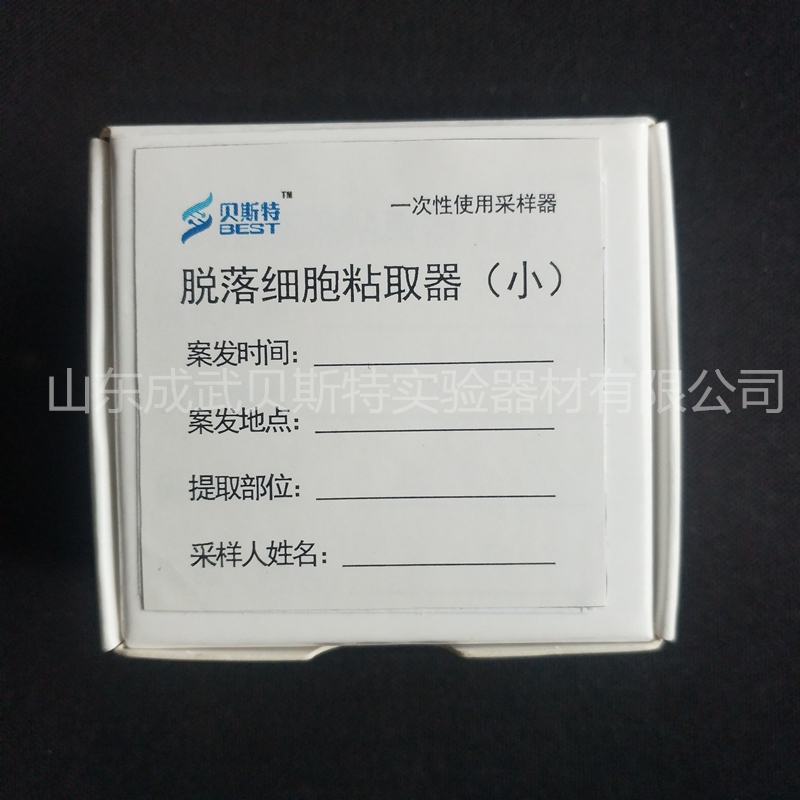 贝斯特™
BEST
一次性使用采样器
脱落细胞粘取器（小）
案发时间：
山东成武贝斯特实验器材有限公司
案发地点：
提取部位：
采样人姓名：